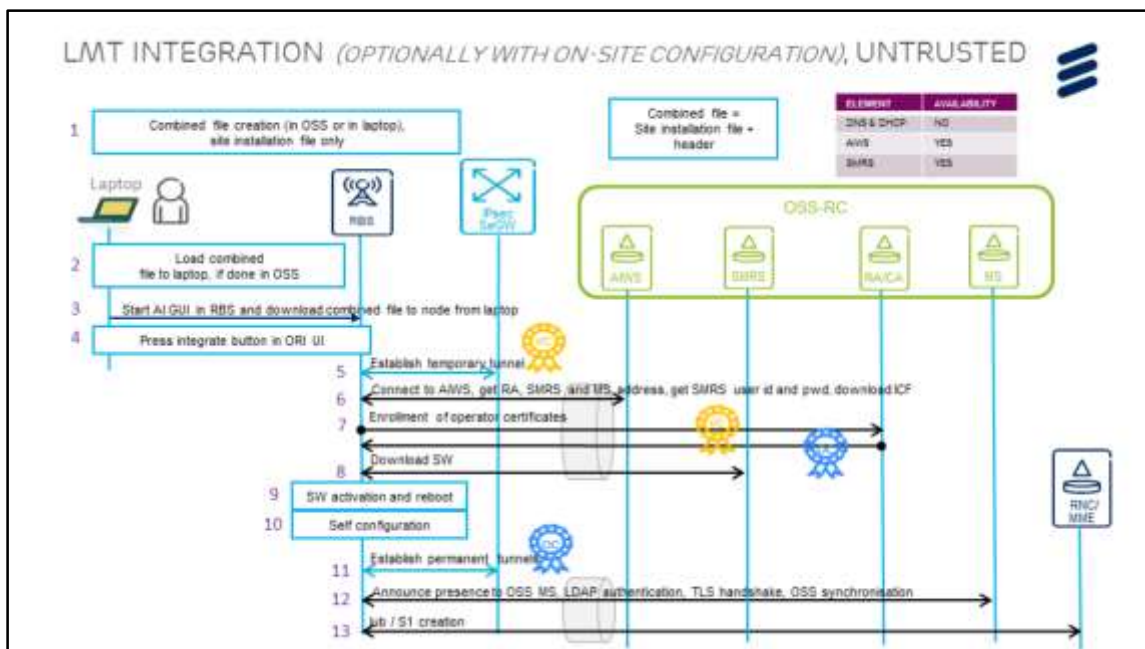 LMT INTEGRATION (OPTIONALLY WITH ON-SITE CONFIGURATION), UNTRUSTED
ELEMENT AVAILABILITY
DNS & DHCP NO
AIWS YES
SMRS YES
Combined file =
Site installation file +
header
1
Combined file creation (in OSS or in laptop),
site installation file only
Laptop
RBS
IPsec
SeGW
OSS-RC
AIWS
SMRS
RA/CA
MS
2
Load combined
file to laptop, if done in OSS
3
Start AI GUI in RBS and download combined file to node from laptop
4
Press integrate button in ORI UI
5
Establish temporary tunnel
VC
6
Connect to AIWS, get RA, SMRS and MS address, get SMRS user id and pwd, download ICF
7
Enrollment of operator certificates
VC
OC
8
Download SW
9
SW activation and reboot
10
Self configuration
RNC/
MME
11
Establish permanent tunnels
OC
12
Announce presence to OSS MS, LDAP authentication, TLS handshake, OSS synchronisation
13
Iub / S1 creation